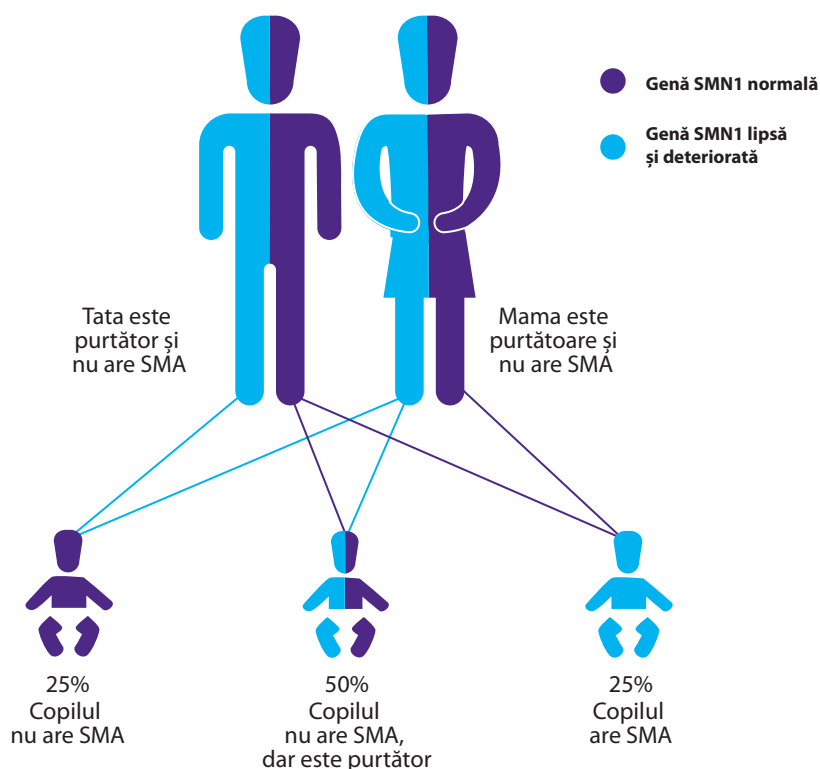 Genă SMN1 normală
Genă SMN1 lipsă
și deteriorată
Tata este
purtător și
nu are SMA
Mama este
purtătoare și
nu are SMA
25%
Copilul
nu are SMA
50%
Copilul
nu are SMA,
dar este purtător
25%
Copilul
are SMA